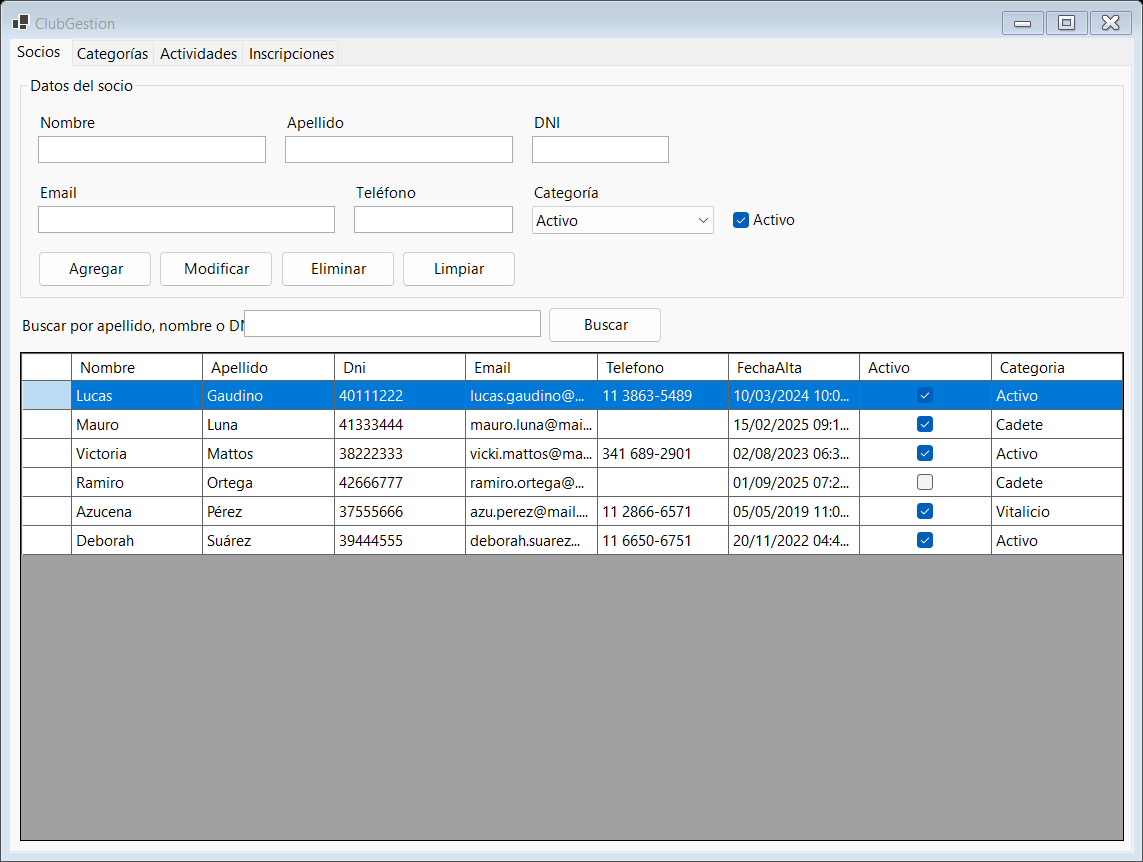 ClubGestion
Socios Categorías Actividades Inscripciones
Datos del socio
Nombre Apellido DNI
Email Teléfono Categoría
Activo Activo
Agregar Modificar Eliminar Limpiar
Buscar por apellido, nombre o DN Buscar
Nombre Apellido Dni Email Telefono FechaAlta Activo Categoria
Lucas Gaudino 40111222 lucas.gaudino@... 11 3863-5489 10/03/2024 10:0... Activo
Mauro Luna 41333444 mauro.luna@mai... 15/02/2025 09:1... Cadete
Victoria Mattos 38222333 vicki.mattos@ma... 341 689-2901 02/08/2023 06:3... Activo
Ramiro Ortega 42666777 ramiro.ortega@... 01/09/2025 07:2... Cadete
Azucena Pérez 37555666 azu.perez@mail.... 11 2866-6571 05/05/2019 11:0... Vitalicio
Deborah Suárez 39444555 deborah.suarez... 11 6650-6751 20/11/2022 04:4... Activo